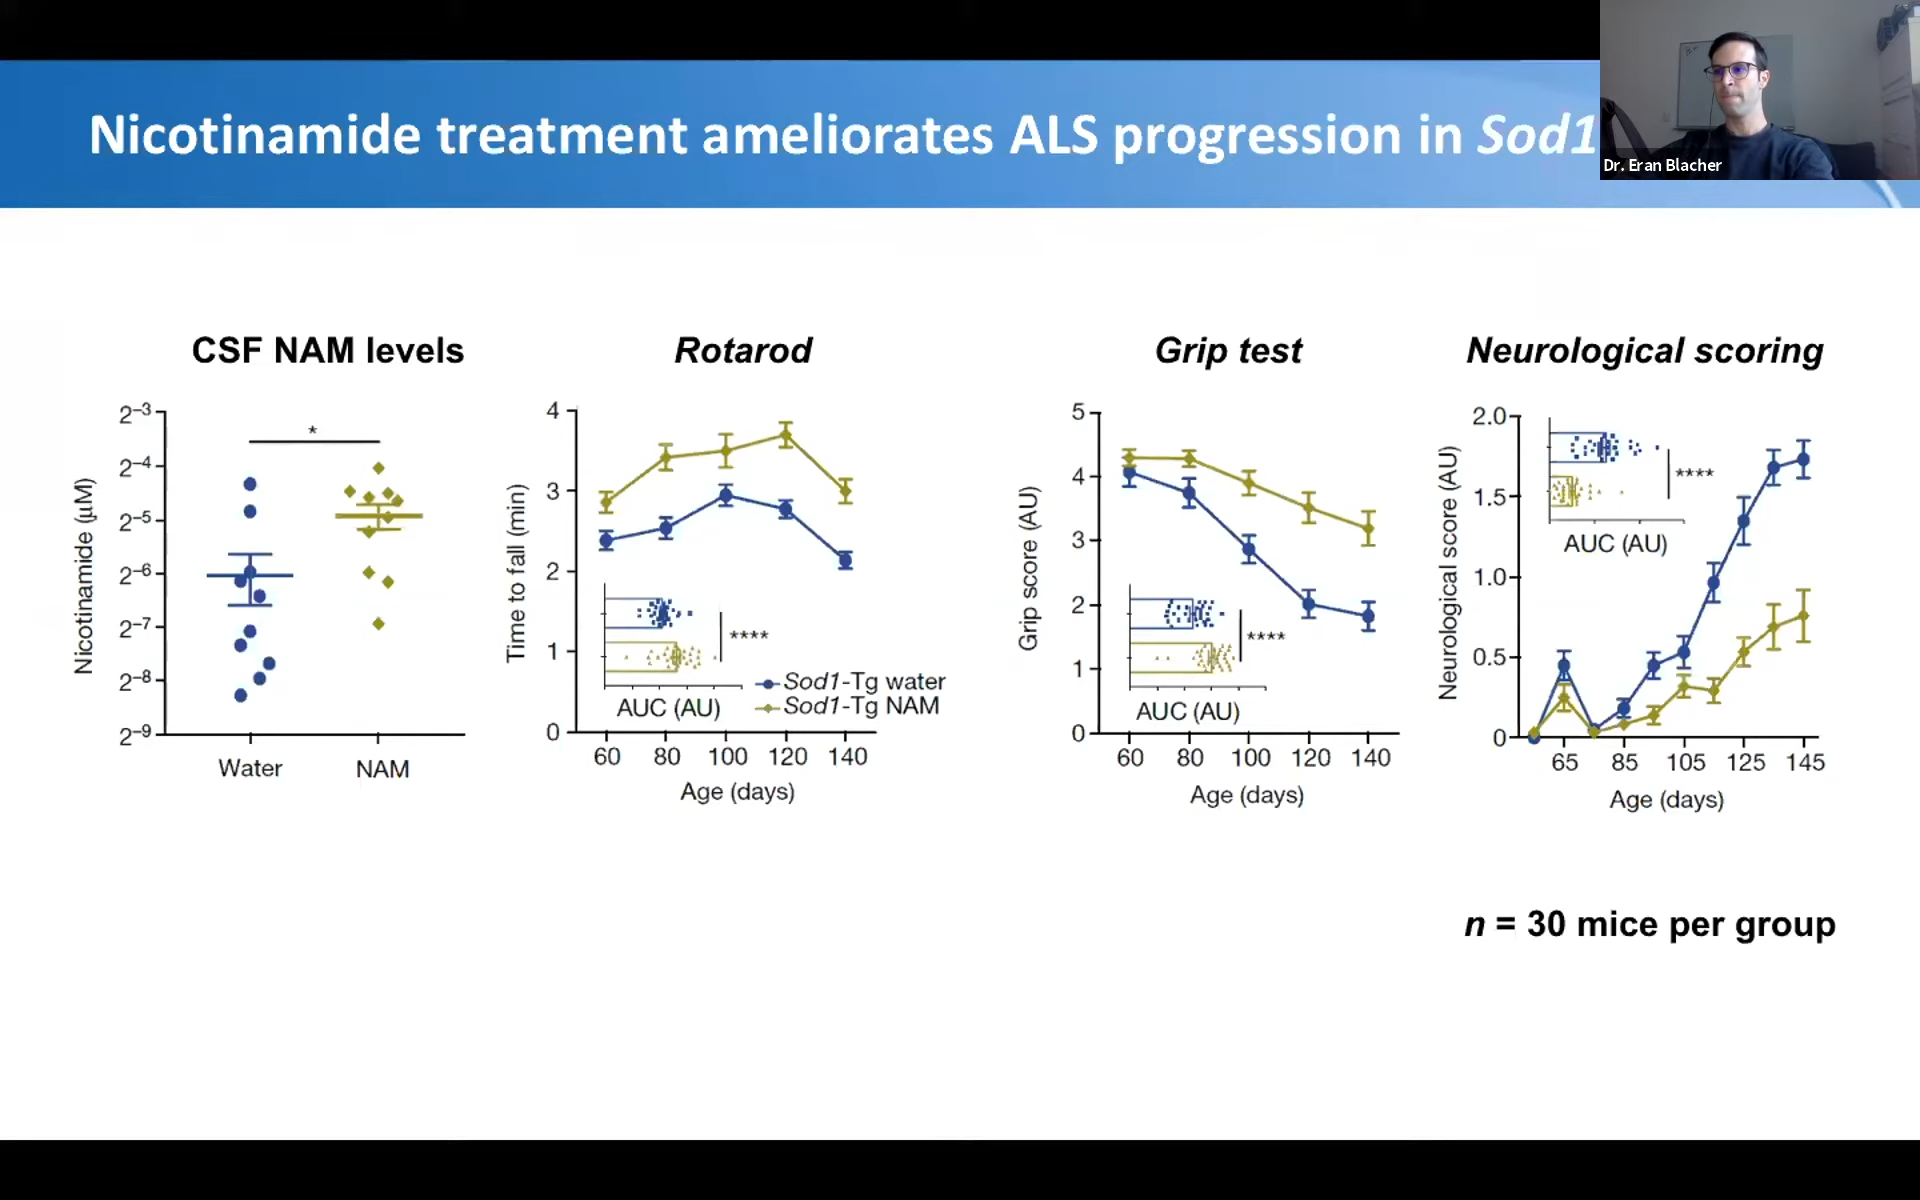 Nicotinamide treatment ameliorates ALS progression in Sod1
Dr. Eran Blacher
CSF NAM levels
Nicotinamide (µM)
2–3
2–4
2–5
2–6
2–7
2–8
2–9
*
Water
NAM
Rotarod
Time to fall (min)
4
3
2
1
0
60 80 100 120 140
Age (days)
****
AUC (AU)
Sod1-Tg water
Sod1-Tg NAM
Grip test
Grip score (AU)
5
4
3
2
1
0
60 80 100 120 140
Age (days)
****
AUC (AU)
Neurological scoring
Neurological score (AU)
2.0
1.5
1.0
0.5
0
65 85 105 125 145
Age (days)
****
AUC (AU)
n = 30 mice per group